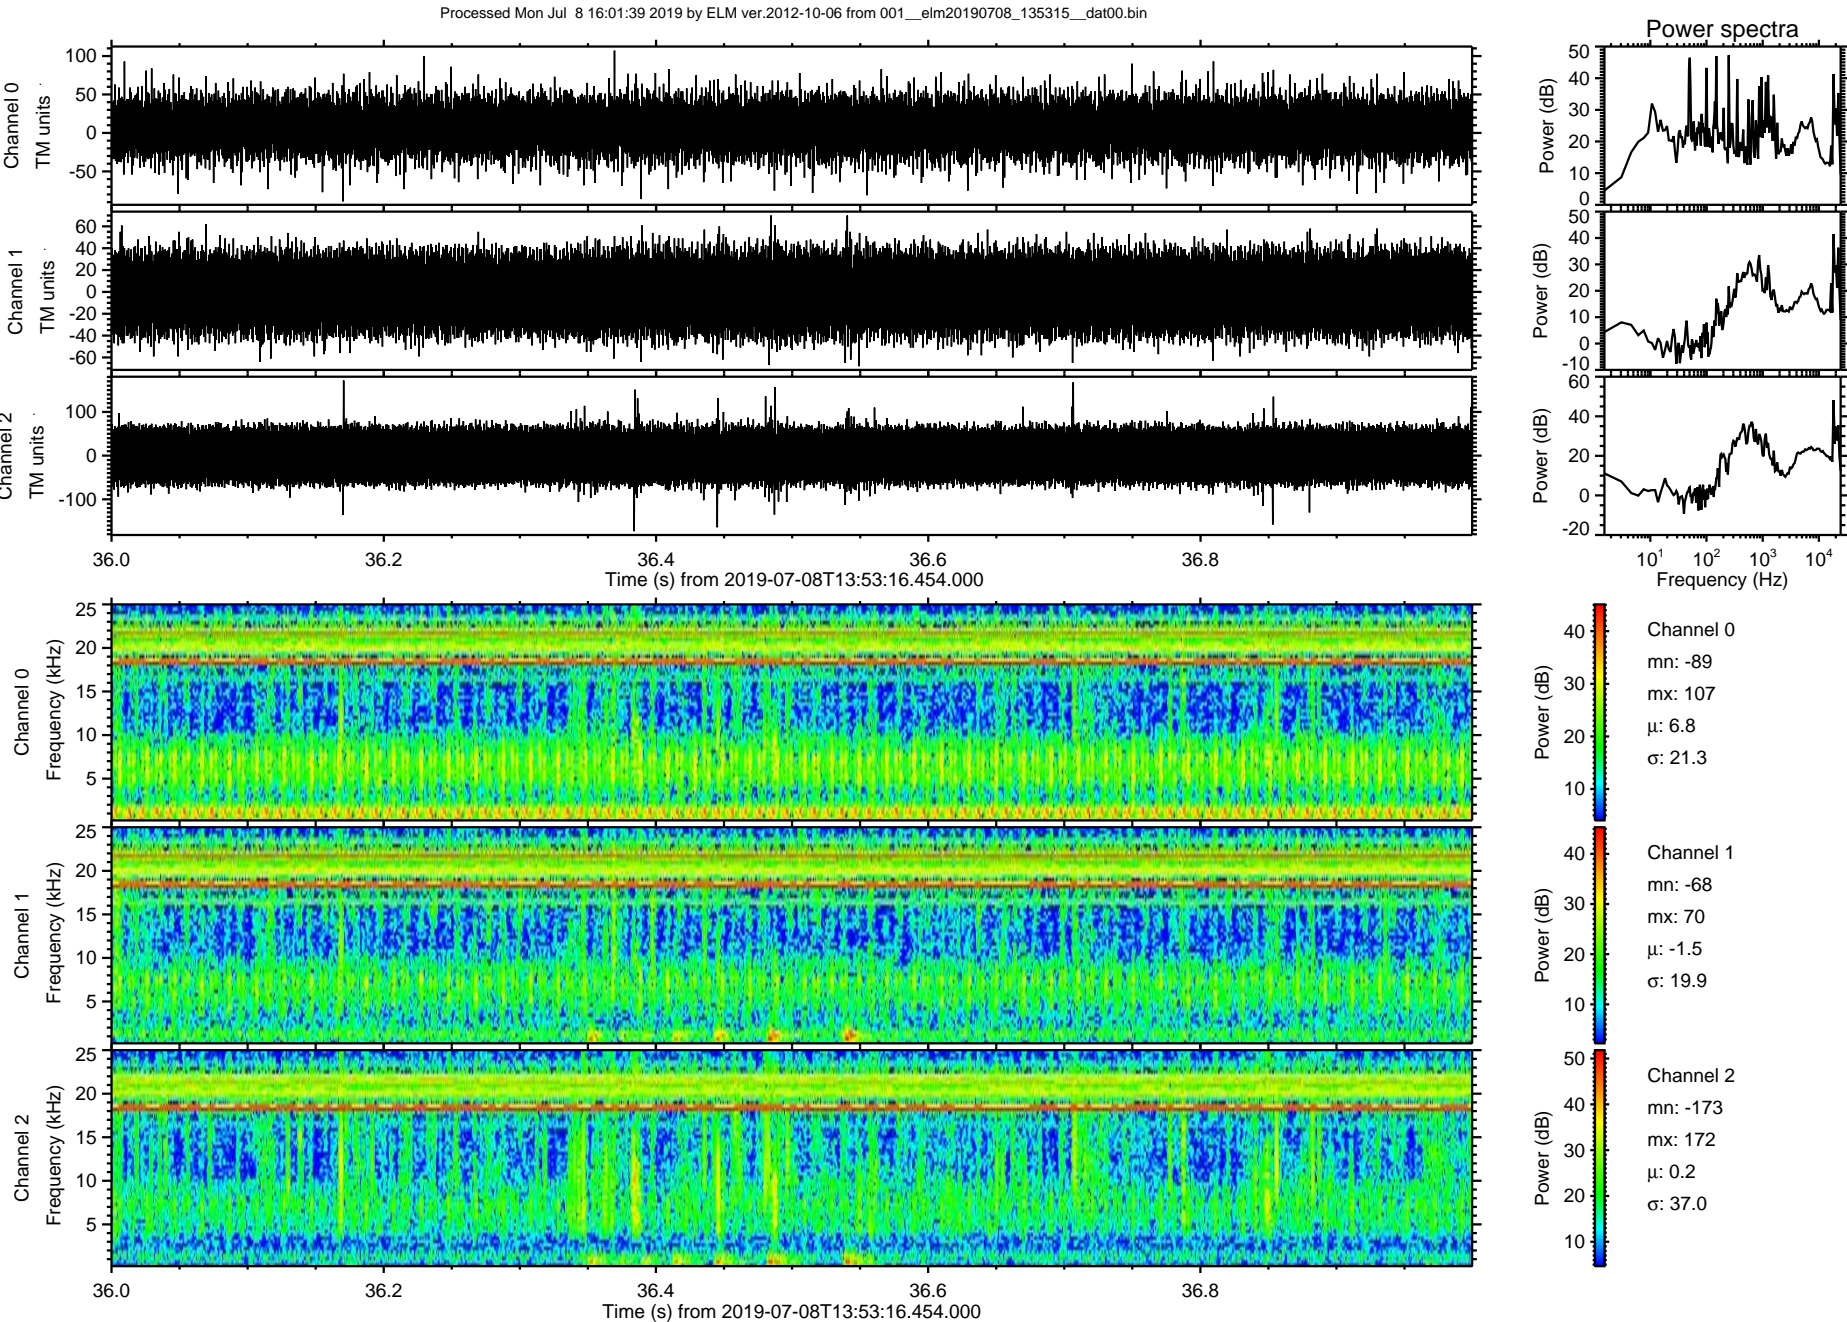 Processed Mon Jul 8 16:01:39 2019 by ELM ver.2012-10-06 from 001__elm20190708_135315__dat00.bin
Power spectra
Channel 0
TM units
100
50
0
-50
Power (dB)
50
40
30
20
10
0
Channel 1
TM units
60
40
20
0
-20
-40
-60
Power (dB)
50
40
30
20
10
0
-10
Channel 2
TM units
100
0
-100
Power (dB)
60
40
20
0
-20
36.0 36.2 36.4 36.6 36.8
Time (s) from 2019-07-08T13:53:16.454.000
10^1 10^2 10^3 10^4
Frequency (Hz)
Channel 0
Frequency (kHz)
25
20
15
10
5
Power (dB)
40
30
20
10
Channel 0
mn: -89
mx: 107
μ: 6.8
σ: 21.3
Channel 1
Frequency (kHz)
25
20
15
10
5
Power (dB)
40
30
20
10
Channel 1
mn: -68
mx: 70
μ: -1.5
σ: 19.9
Channel 2
Frequency (kHz)
25
20
15
10
5
Power (dB)
50
40
30
20
10
Channel 2
mn: -173
mx: 172
μ: 0.2
σ: 37.0
36.0 36.2 36.4 36.6 36.8
Time (s) from 2019-07-08T13:53:16.454.000